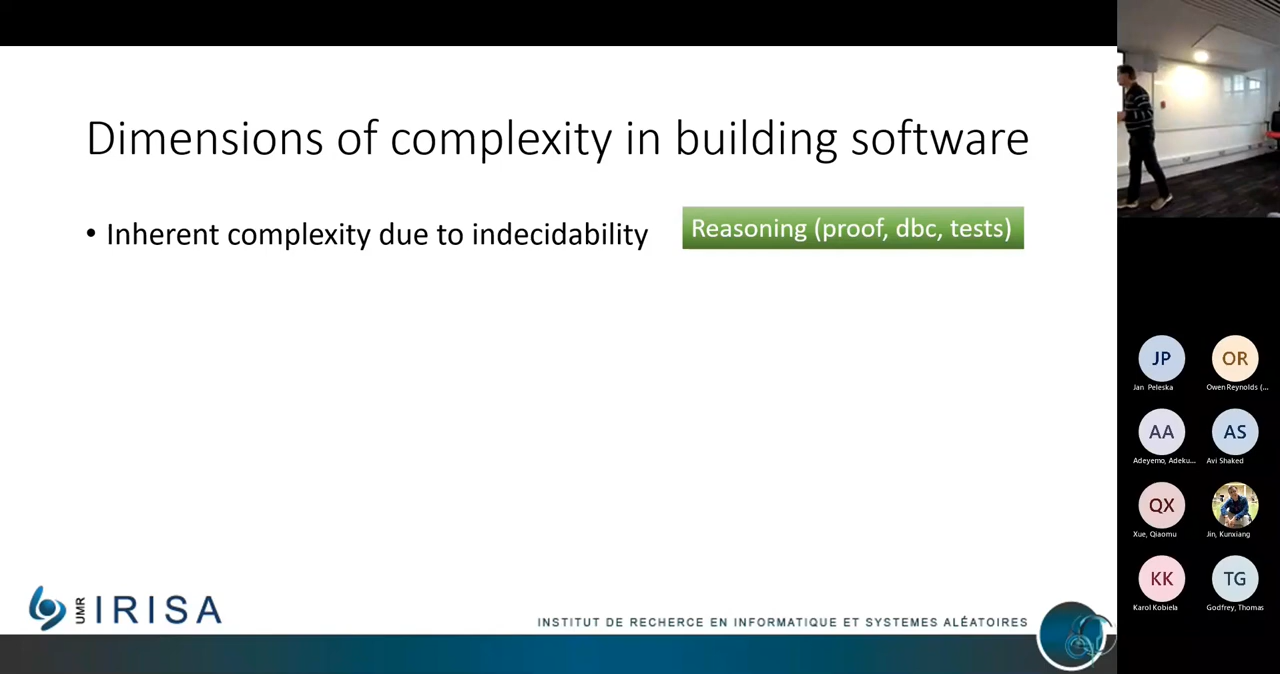 Dimensions of complexity in building software
• Inherent complexity due to indecidability
Reasoning (proof, dbc, tests)
UMR IRISA
INSTITUT DE RECHERCE EN INFORMATIQUE ET SYSTEMES ALÉATOIRES
JP
Jan Peleska
OR
Owen Reynolds (...
AA
Adeyemo, Adeku...
AS
Avi Shaked
QX
Xue, Qiaomu
Jin, Kunxiang
KK
Karol Kobiela
TG
Godfrey, Thomas